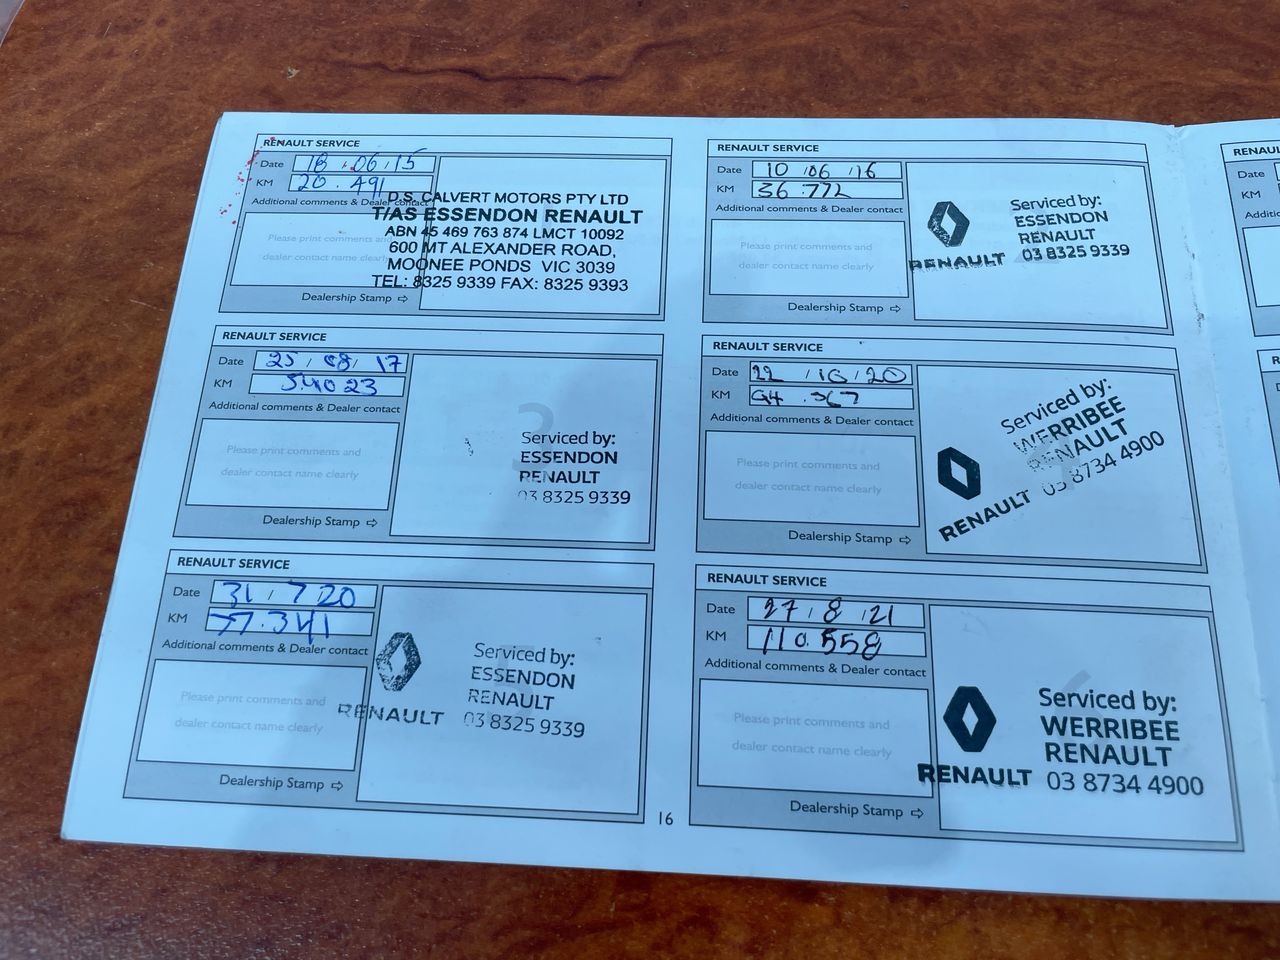 RENAULT SERVICE
Date 18 . 06 . 15
KM 20 . 491
Additional comments & Dealer contact
Please print comments and
dealer contact name clearly
Dealership Stamp ⇨
D.S. CALVERT MOTORS PTY LTD
T/AS ESSENDON RENAULT
ABN 45 469 763 874 LMCT 10092
600 MT ALEXANDER ROAD,
MOONEE PONDS VIC 3039
TEL: 8325 9339 FAX: 8325 9393
RENAULT SERVICE
Date 10 / 06 / 16
KM 36 . 772
Additional comments & Dealer contact
Please print comments and
dealer contact name clearly
Dealership Stamp ⇨
RENAULT
Serviced by:
ESSENDON
RENAULT
03 8325 9339
RENAULT SERVICE
Date 25 / 08 / 17
KM 54023
Additional comments & Dealer contact
Please print comments and
dealer contact name clearly
Dealership Stamp ⇨
3
Serviced by:
ESSENDON
RENAULT
03 8325 9339
RENAULT SERVICE
Date 22 / 10 / 20
KM
Additional comments & Dealer contact
Please print comments and
dealer contact name clearly
Dealership Stamp ⇨
RENAULT
Serviced by:
WERRIBEE
RENAULT
03 8734 4900
RENAULT SERVICE
Date 31 / 7 20
KM 77.341
Additional comments & Dealer contact
Please print comments and
dealer contact name clearly
Dealership Stamp ⇨
RENAULT
Serviced by:
ESSENDON
RENAULT
03 8325 9339
RENAULT SERVICE
Date 27 / 8 / 21
KM 110.558
Additional comments & Dealer contact
Please print comments and
dealer contact name clearly
Dealership Stamp ⇨
RENAULT
Serviced by:
WERRIBEE
RENAULT
03 8734 4900
16